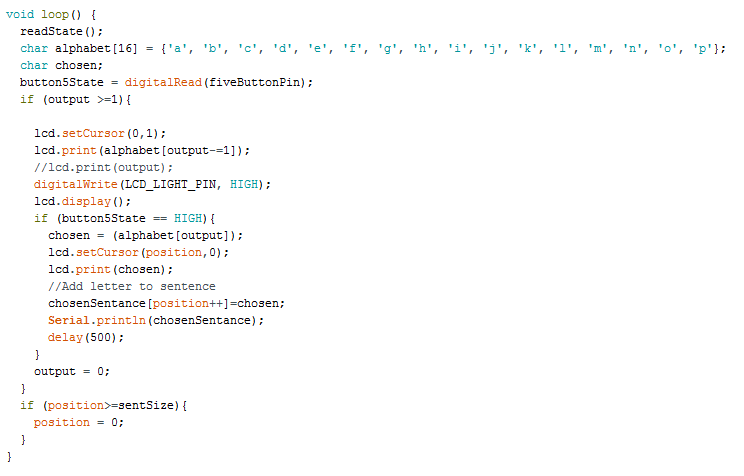 void loop() {
  readState();
  char alphabet[16] = {'a', 'b', 'c', 'd', 'e', 'f', 'g', 'h', 'i', 'j', 'k', 'l', 'm', 'n', 'o', 'p'};
  char chosen;
  button5State = digitalRead(fiveButtonPin);
  if (output >=1){

    lcd.setCursor(0,1);
    lcd.print(alphabet[output-=1]);
    //lcd.print(output);
    digitalWrite(LCD_LIGHT_PIN, HIGH);
    lcd.display();
    if (button5State == HIGH){
      chosen = (alphabet[output]);
      lcd.setCursor(position,0);
      lcd.print(chosen);
      //Add letter to sentence
      chosenSentance[position++]=chosen;
      Serial.println(chosenSentance);
      delay(500);
    }
    output = 0;
  }
  if (position>=sentSize){
    position = 0;
  }
}